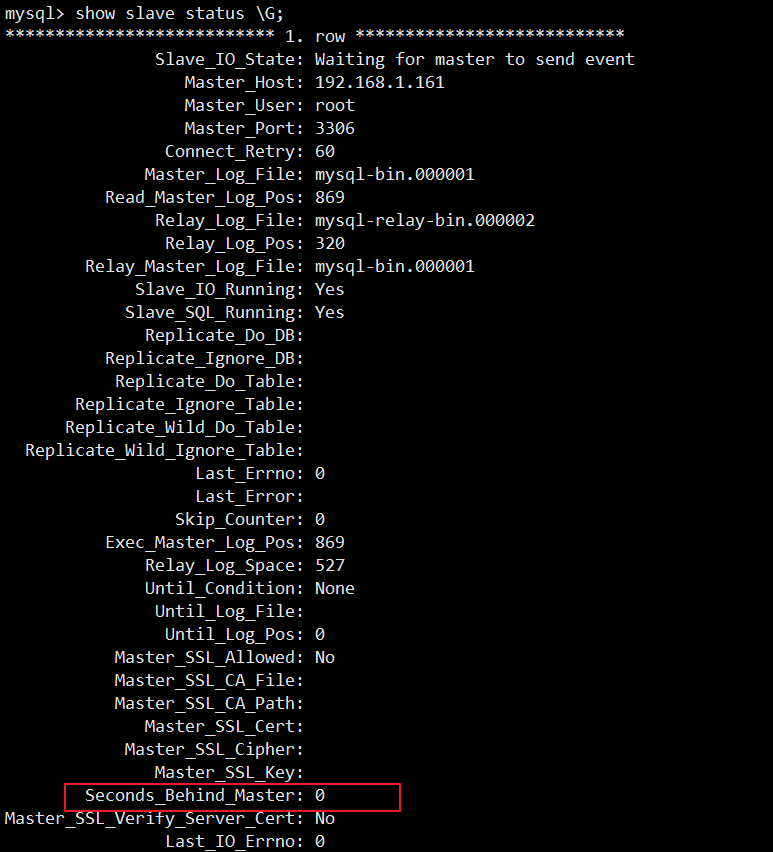 mysql> show slave status \G;
*************************** 1. row ***************************
Slave_IO_State: Waiting for master to send event
Master_Host: 192.168.1.161
Master_User: root
Master_Port: 3306
Connect_Retry: 60
Master_Log_File: mysql-bin.000001
Read_Master_Log_Pos: 869
Relay_Log_File: mysql-relay-bin.000002
Relay_Log_Pos: 320
Relay_Master_Log_File: mysql-bin.000001
Slave_IO_Running: Yes
Slave_SQL_Running: Yes
Replicate_Do_DB:
Replicate_Ignore_DB:
Replicate_Do_Table:
Replicate_Ignore_Table:
Replicate_Wild_Do_Table:
Replicate_Wild_Ignore_Table:
Last_Errno: 0
Last_Error:
Skip_Counter: 0
Exec_Master_Log_Pos: 869
Relay_Log_Space: 527
Until_Condition: None
Until_Log_File:
Until_Log_Pos: 0
Master_SSL_Allowed: No
Master_SSL_CA_File:
Master_SSL_CA_Path:
Master_SSL_Cert:
Master_SSL_Cipher:
Master_SSL_Key:
Seconds_Behind_Master: 0
Master_SSL_Verify_Server_Cert: No
Last_IO_Errno: 0